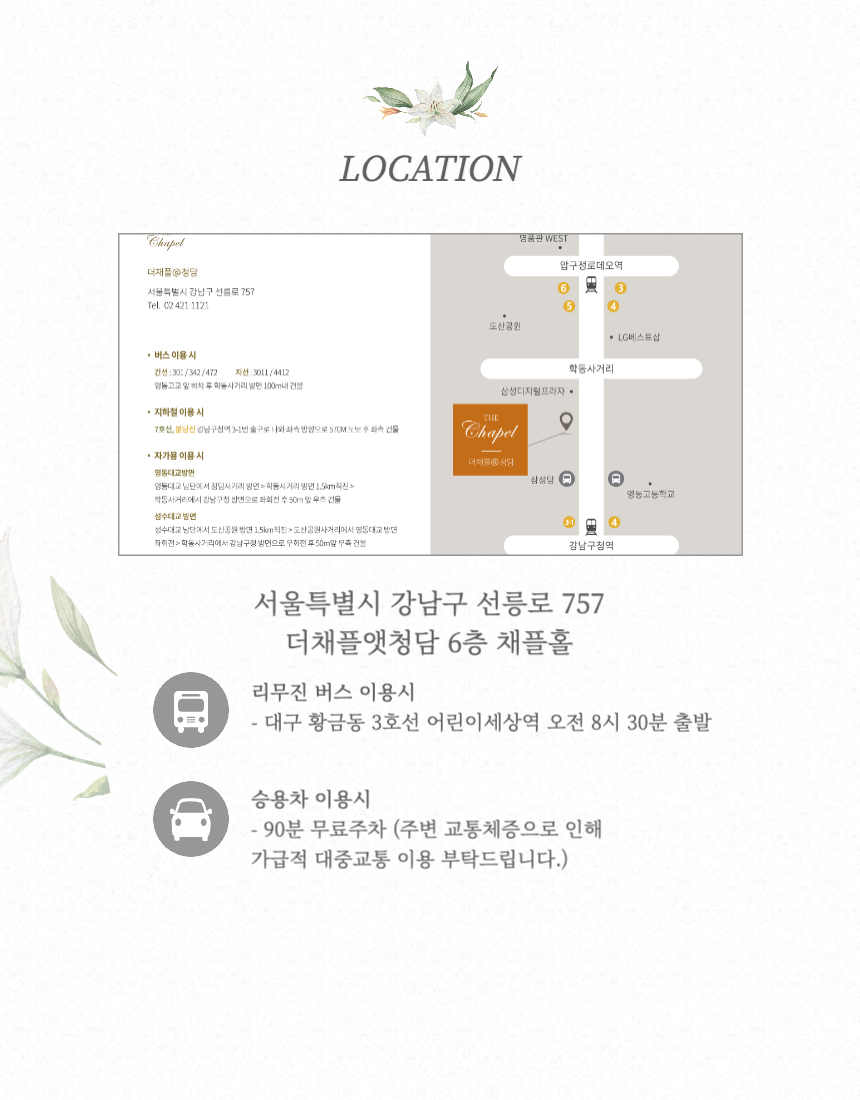 LOCATION
Chapel
더채플@청담
서울특별시 강남구 선릉로 757
Tel. 02 421 1121
• 버스 이용 시
간선 : 301 / 342 / 472 지선 : 3011 / 4412
영동고교 앞 하차 후 학동사거리 방면 100m내 건물
• 지하철 이용 시
7호선, 분당선 강남구청역 3-1번 출구로 나와 좌측 방향으로 570M 도보 후 좌측 건물
• 자가용 이용 시
영동대교방면
영동대교 남단에서 청담사거리 방면 > 학동사거리 방면 1.5km직진 >
학동사거리에서 강남구청 방면으로 좌회전 후 50m 앞 우측 건물
성수대교 방면
성수대교 남단에서 도산공원 방면 1.5km직진 > 도산공원사거리에서 영동대교 방면
좌회전 > 학동사거리에서 강남구청 방면으로 우회전 후 50m앞 우측 건물
명품관 WEST
압구정로데오역
6 3
5 4
도산공원
LG베스트샵
학동사거리
삼성디지털프라자
THE
Chapel
더채플@청담
삼성당
영동고등학교
3-1 4
강남구청역
서울특별시 강남구 선릉로 757
더채플앳청담 6층 채플홀
리무진 버스 이용시
- 대구 황금동 3호선 어린이세상역 오전 8시 30분 출발
승용차 이용시
- 90분 무료주차 (주변 교통체증으로 인해
가급적 대중교통 이용 부탁드립니다.)